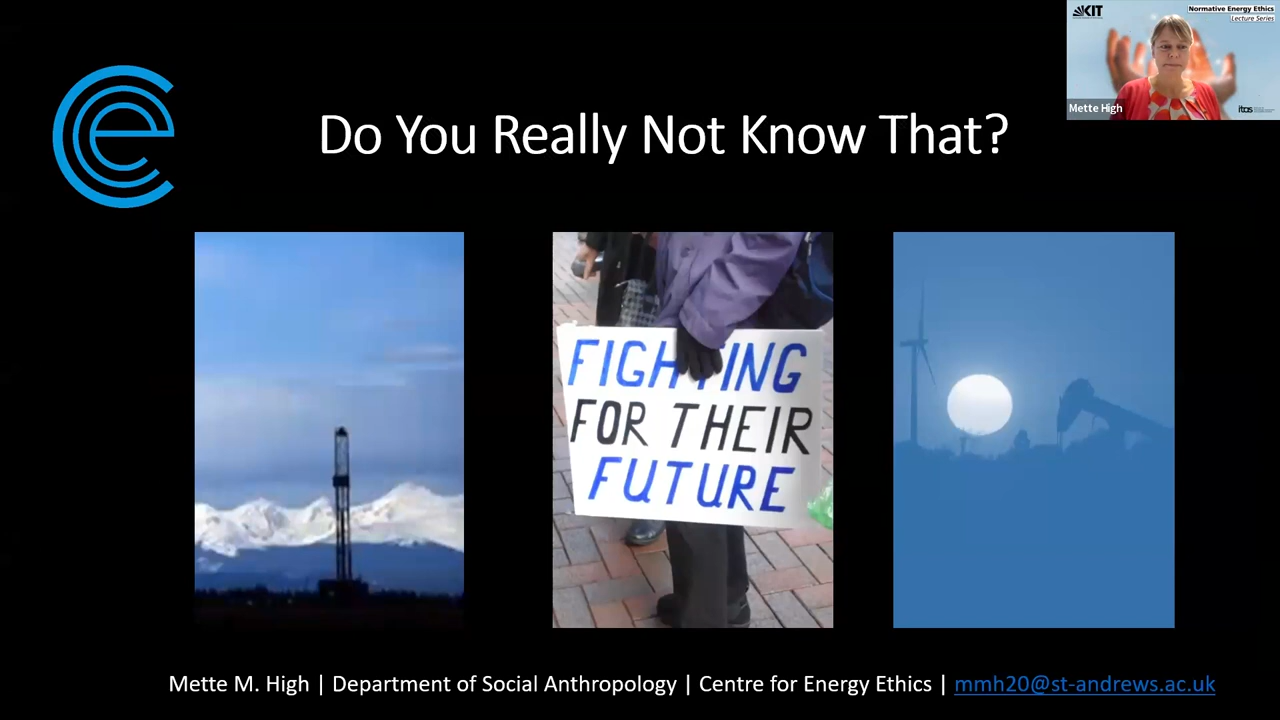 KIT
Normative Energy Ethics
Lecture Series
Mette High
itas
Do You Really Not Know That?
FIGHTING
FOR THEIR
FUTURE
Mette M. High | Department of Social Anthropology | Centre for Energy Ethics | mmh20@st-andrews.ac.uk